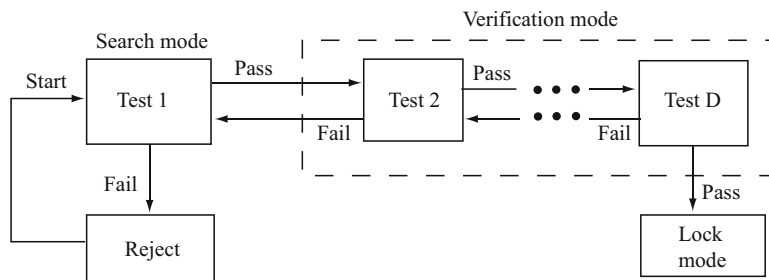 Verification mode
Search mode
Start
Pass
Pass
Test 1
Test 2
Test D
Fail
Fail
Fail
Pass
Reject
Lock
mode